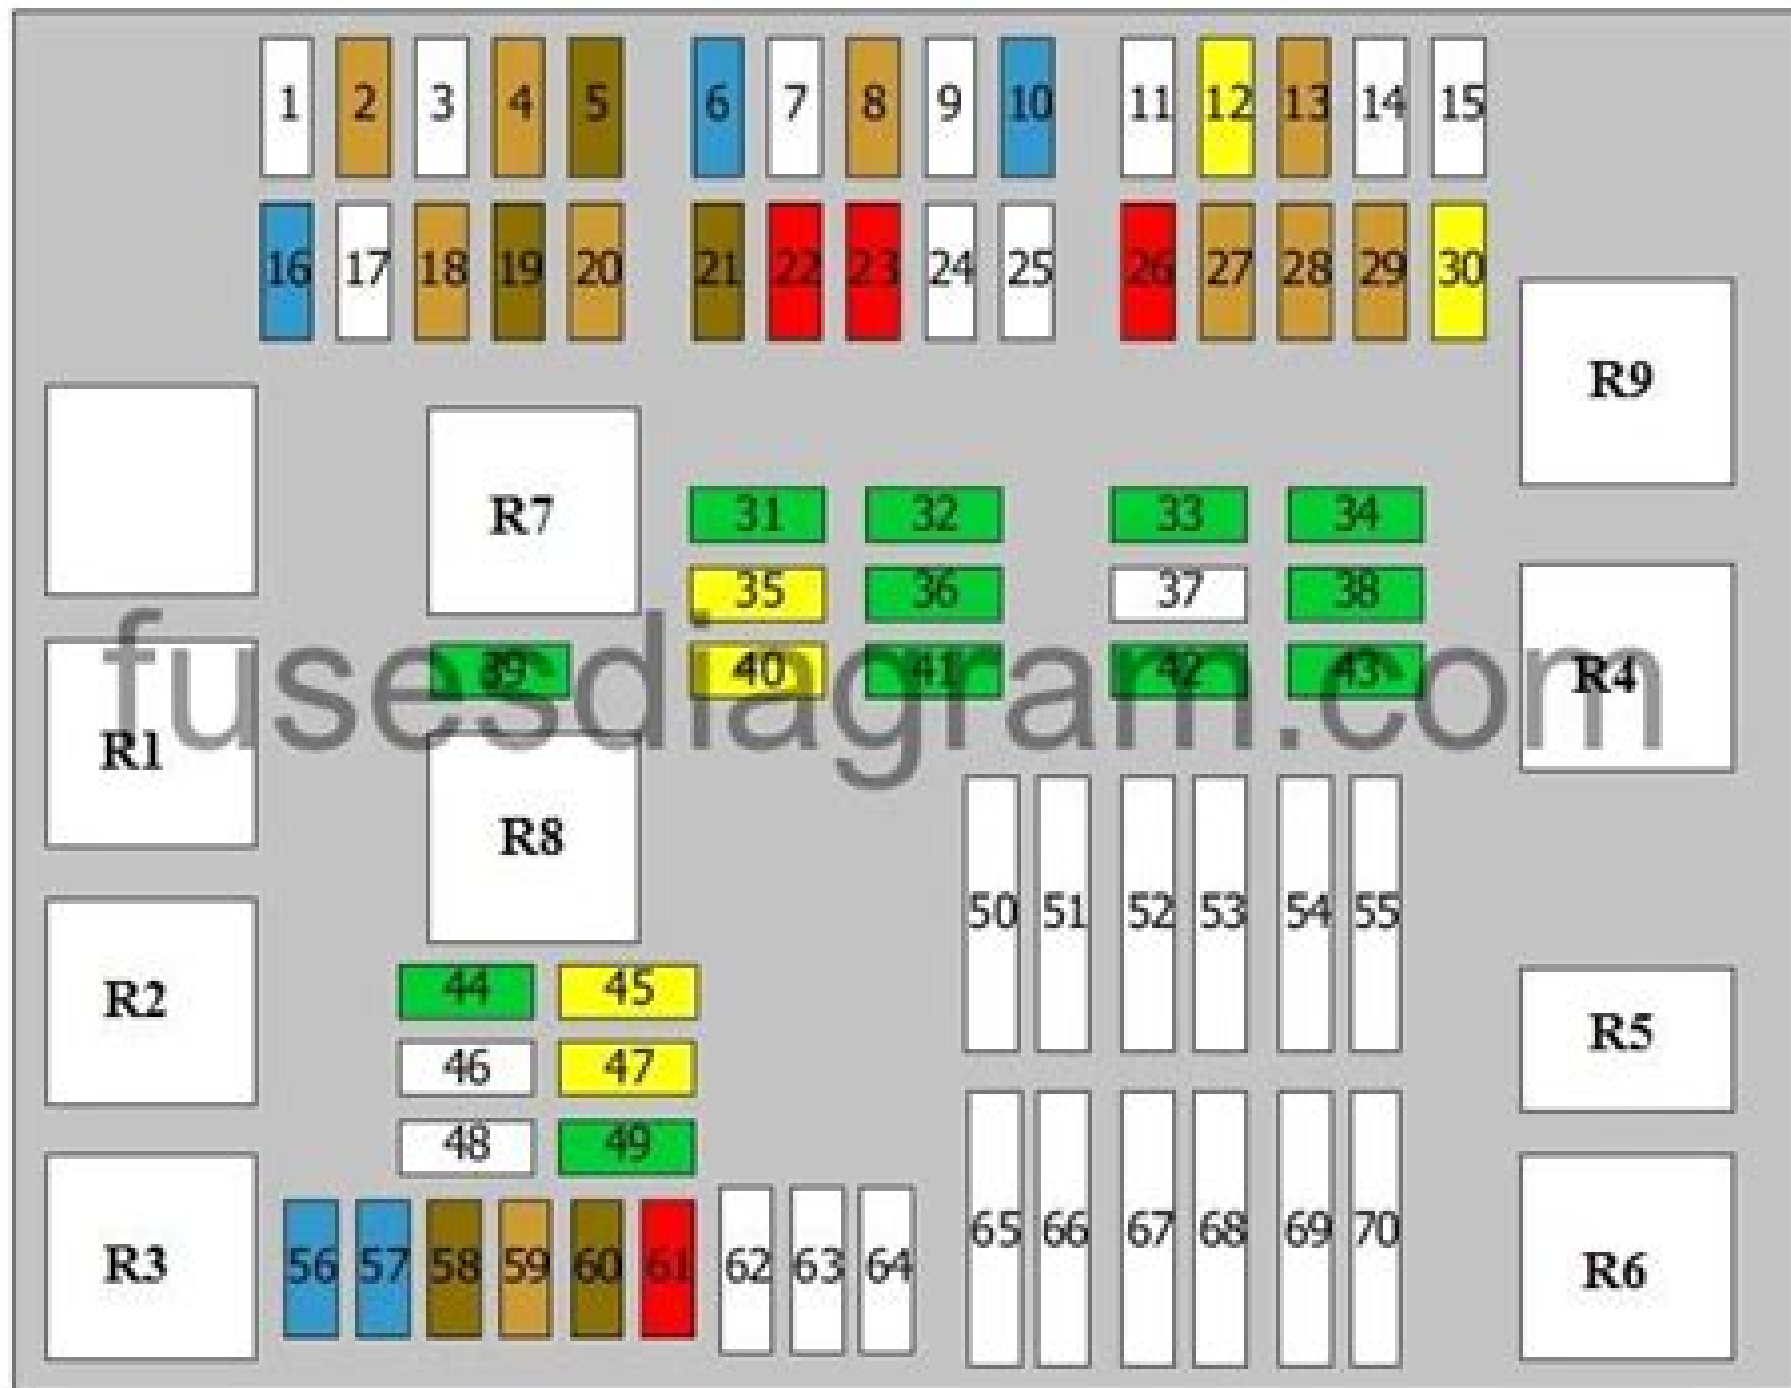 1 2 3 4 5 6 7 8 9 10 11 12 13 14 15
16 17 18 19 20 21 22 23 24 25 26 27 28 29 30
R9
R7
31 32 33 34
35 36 37 38
39 40 41 42 43
R4
fusesdiagram.com
R1
R8
50 51 52 53 54 55
44 45
R2
R5
46 47
48 49
65 66 67 68 69 70
R3
56 57 58 59 60 61 62 63 64
R6